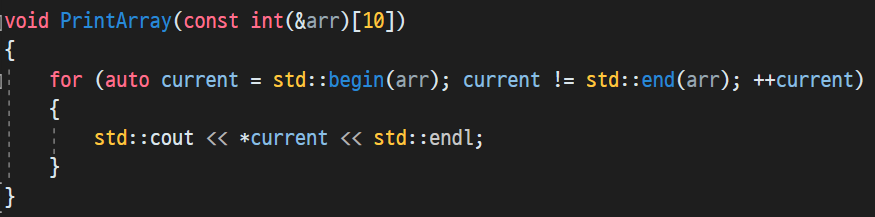 void PrintArray(const int(&arr)[10])
{
    for (auto current = std::begin(arr); current != std::end(arr); ++current)
    {
        std::cout << *current << std::endl;
    }
}